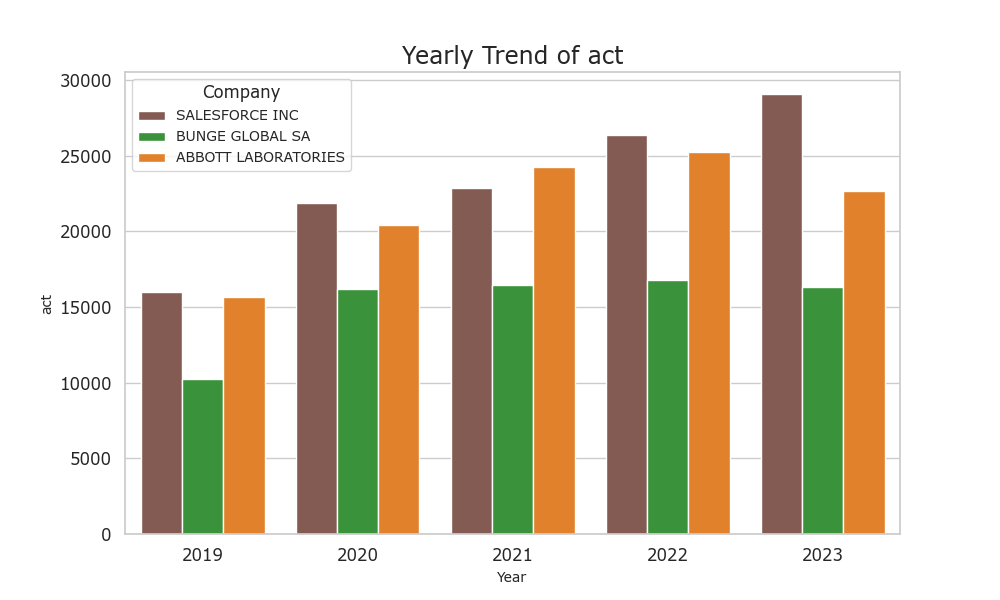 Yearly Trend of act
Company
SALESFORCE INC
BUNGE GLOBAL SA
ABBOTT LABORATORIES
30000
25000
20000
15000
10000
5000
0
act
2019 2020 2021 2022 2023
Year